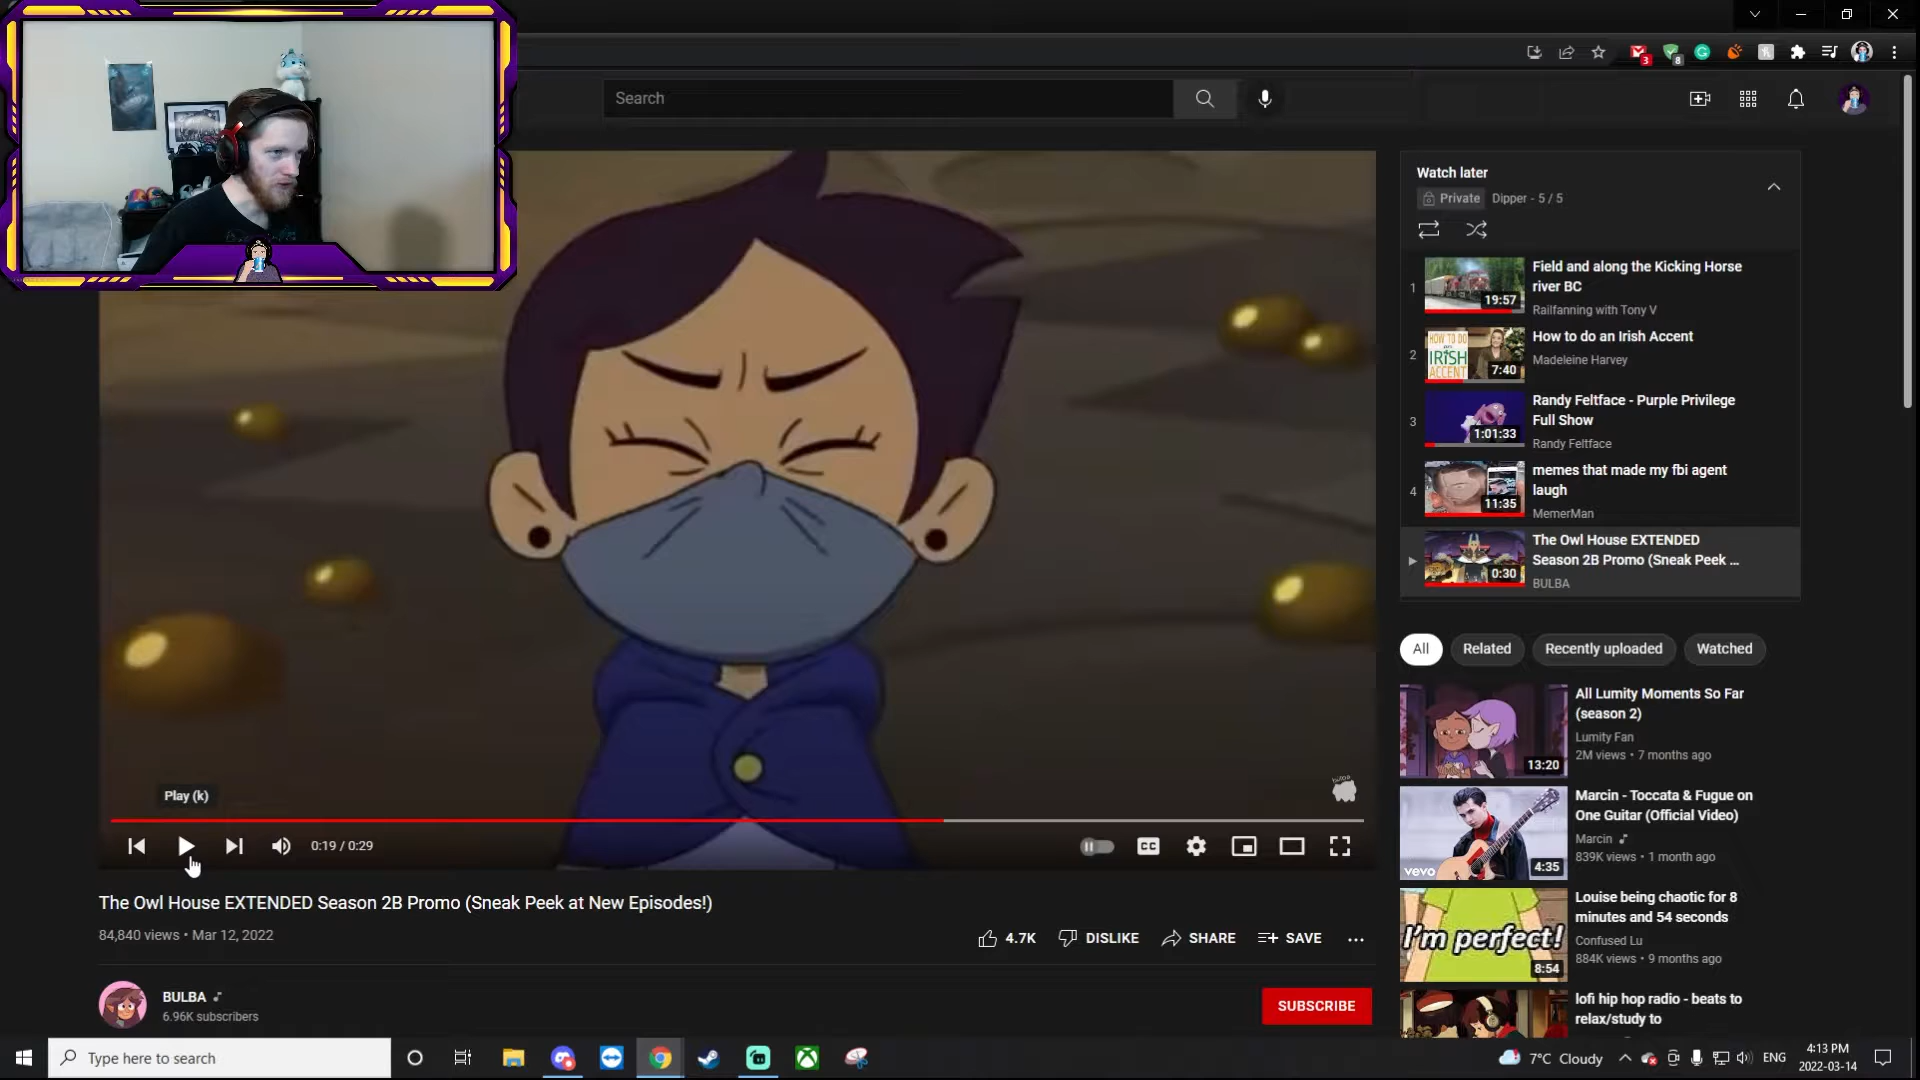 Search
Watch later
Private
Dipper - 5 / 5
1
19:57
Field and along the Kicking Horse
river BC
Railfanning with Tony V
2
HOW TO DO
IRISH
ACCENT
7:40
How to do an Irish Accent
Madeleine Harvey
3
1:01:33
Randy Feltface - Purple Privilege
Full Show
Randy Feltface
4
11:35
memes that made my fbi agent
laugh
MemerMan
0:30
The Owl House EXTENDED
Season 2B Promo (Sneak Peek ...
BULBA
All
Related
Recently uploaded
Watched
13:20
All Lumity Moments So Far
(season 2)
Lumity Fan
2M views • 7 months ago
vevo
4:35
Marcin - Toccata & Fugue on
One Guitar (Official Video)
Marcin
839K views • 1 month ago
I'm perfect!
8:54
Louise being chaotic for 8
minutes and 54 seconds
Confused Lu
884K views • 9 months ago
lofi hip hop radio - beats to
relax/study to
Play (k)
0:19 / 0:29
CC
The Owl House EXTENDED Season 2B Promo (Sneak Peek at New Episodes!)
84,840 views • Mar 12, 2022
4.7K
DISLIKE
SHARE
SAVE
BULBA
6.96K subscribers
SUBSCRIBE
Type here to search
7°C Cloudy
ENG
4:13 PM
2022-03-14
3
8